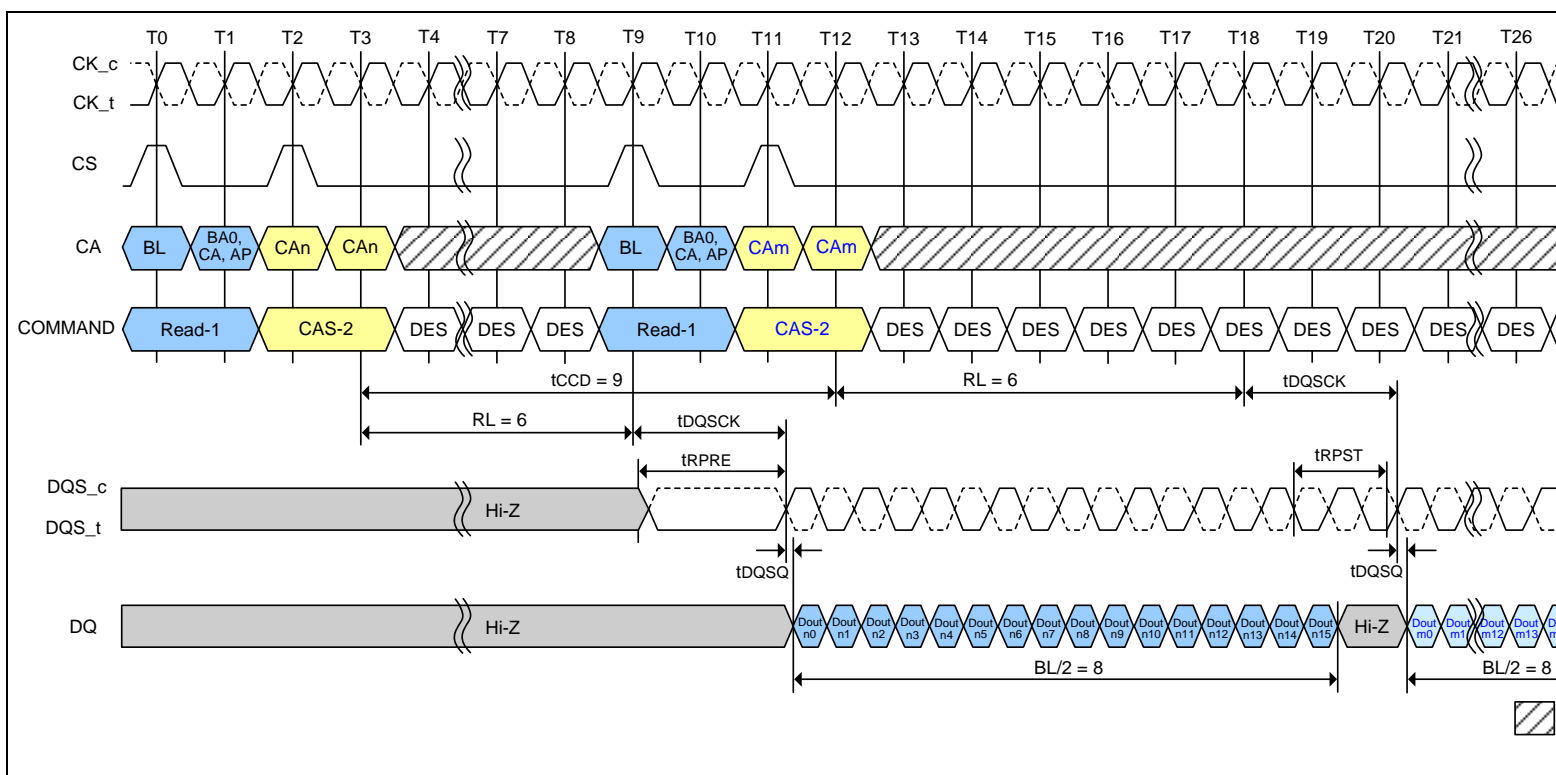 T0 T1 T2 T3 T4 T7 T8 T9 T10 T11 T12 T13 T14 T15 T16 T17 T18 T19 T20 T21 T26
CK_c
CK_t
CS
CA BL BA0, CA, AP CAn CAn BL BA0, CA, AP CAm CAm
COMMAND Read-1 CAS-2 DES DES DES Read-1 CAS-2 DES DES DES DES DES DES DES DES DES DES
tCCD = 9 RL = 6 tDQSCK
RL = 6 tDQSCK
tRPRE tRPST
DQS_c
Hi-Z
DQS_t
tDQSQ tDQSQ
DQ Hi-Z Dout n0 Dout n1 Dout n2 Dout n3 Dout n4 Dout n5 Dout n6 Dout n7 Dout n8 Dout n9 Dout n10 Dout n11 Dout n12 Dout n13 Dout n14 Dout n15 Hi-Z Dout m0 Dout m1 Dout m12 Dout m13
BL/2 = 8 BL/2 = 8